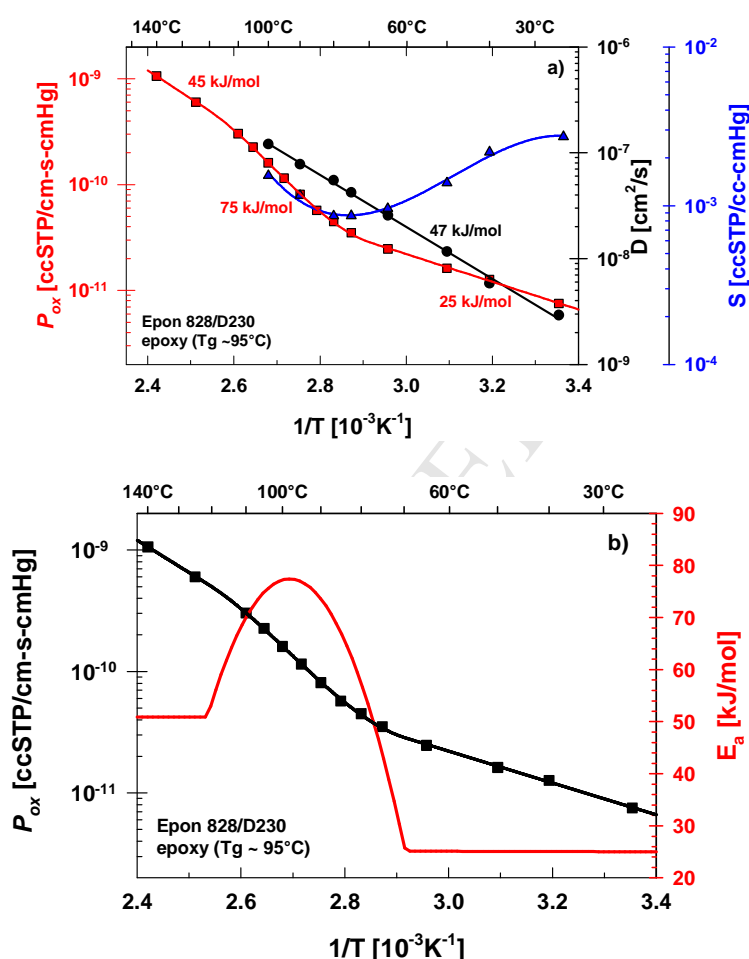 140°C 100°C 60°C 20°C
a)
10⁻⁹
10⁻¹⁰
10⁻¹¹
P_ox [ccSTP/cm-s-cmHg]
45 kJ/mol
75 kJ/mol
47 kJ/mol
25 kJ/mol
Epon 828/D230
epoxy (Tg ~95°C)
10⁻⁶
10⁻⁷
10⁻⁸
10⁻⁹
D [cm²/s]
10⁻²
10⁻³
10⁻⁴
S [ccSTP/cc-cmHg]
2.4 2.6 2.8 3.0 3.2 3.4
1/T [10⁻³K⁻¹]
140°C 100°C 60°C 30°C
b)
10⁻⁹
10⁻¹⁰
10⁻¹¹
P_ox [ccSTP/cm-s-cmHg]
Epon 828/D230
epoxy (Tg ~ 95°C)
90
80
70
60
50
40
30
20
E_a [kJ/mol]
2.4 2.6 2.8 3.0 3.2 3.4
1/T [10⁻³K⁻¹]